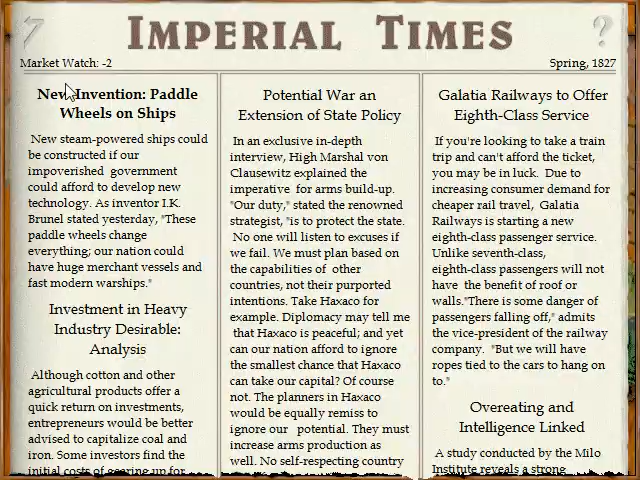 7
IMPERIAL TIMES
?
Market Watch: -2
Spring, 1827
New Invention: Paddle
Wheels on Ships
New steam-powered ships could
be constructed if our
impoverished government
could afford to develop new
technology. As inventor I.K.
Brunel stated yesterday, "These
paddle wheels change
everything; our nation could
have huge merchant vessels and
fast modern warships."
Investment in Heavy
Industry Desirable:
Analysis
Although cotton and other
agricultural products offer a
quick return on investments,
entrepreneurs would be better
advised to capitalize coal and
iron. Some investors find the
initial costs of gearing up for
Potential War an
Extension of State Policy
In an exclusive in-depth
interview, High Marshal von
Clausewitz explained the
imperative for arms build-up.
"Our duty," stated the renowned
strategist, "is to protect the state.
No one will listen to excuses if
we fail. We must plan based on
the capabilities of other
countries, not their purported
intentions. Take Haxaco for
example. Diplomacy may tell me
that Haxaco is peaceful; and yet
can our nation afford to ignore
the smallest chance that Haxaco
can take our capital? Of course
not. The planners in Haxaco
would be equally remiss to
ignore our potential. They must
increase arms production as
well. No self-respecting country
Galatia Railways to Offer
Eighth-Class Service
If you're looking to take a train
trip and can't afford the ticket,
you may be in luck. Due to
increasing consumer demand for
cheaper rail travel, Galatia
Railways is starting a new
eighth-class passenger service.
Unlike seventh-class,
eighth-class passengers will not
have the benefit of roof or
walls."There is some danger of
passengers falling off," admits
the vice-president of the railway
company. "But we will have
ropes tied to the cars to hang on
to."
Overeating and
Intelligence Linked
A study conducted by the Milo
Institute reveals a strong